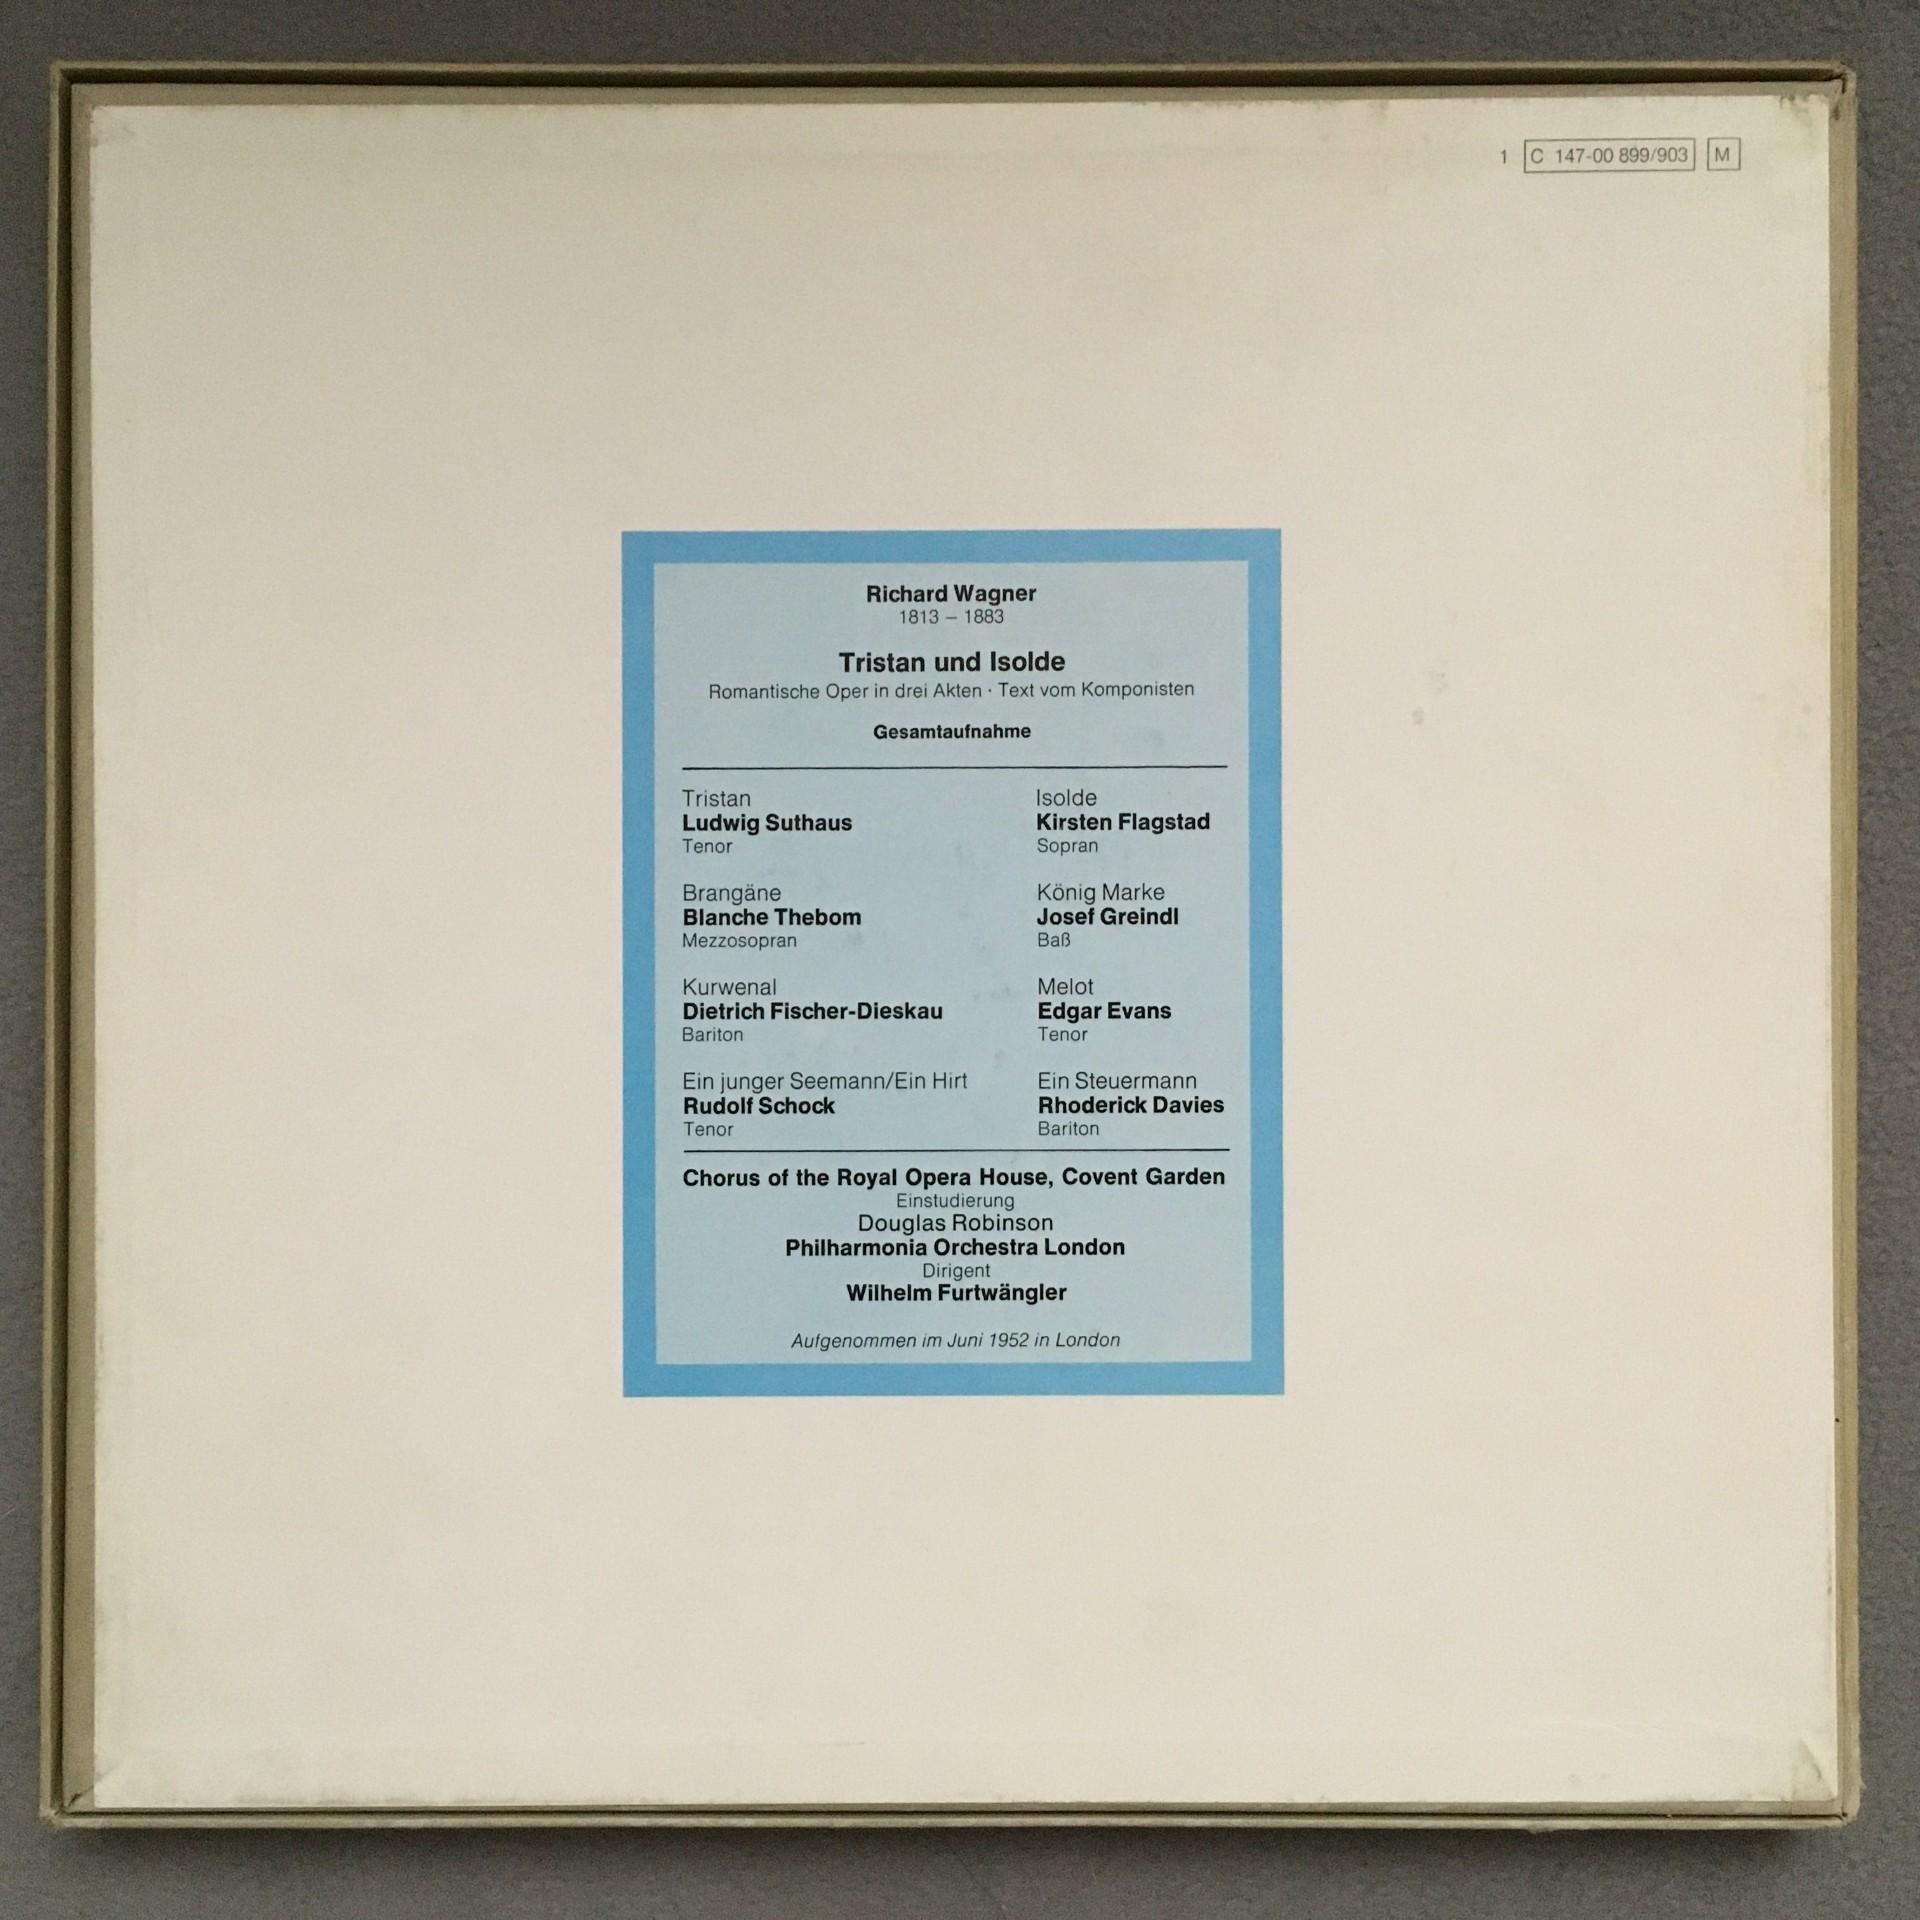 1 C 147-00 899/903 M
Richard Wagner
1813 – 1883
Tristan und Isolde
Romantische Oper in drei Akten · Text vom Komponisten
Gesamtaufnahme
Tristan
Ludwig Suthaus
Tenor
Isolde
Kirsten Flagstad
Sopran
Brangäne
Blanche Thebom
Mezzosopran
König Marke
Josef Greindl
Baß
Kurwenal
Dietrich Fischer-Dieskau
Bariton
Melot
Edgar Evans
Tenor
Ein junger Seemann/Ein Hirt
Rudolf Schock
Tenor
Ein Steuermann
Rhoderick Davies
Bariton
Chorus of the Royal Opera House, Covent Garden
Einstudierung
Douglas Robinson
Philharmonia Orchestra London
Dirigent
Wilhelm Furtwängler
Aufgenommen im Juni 1952 in London